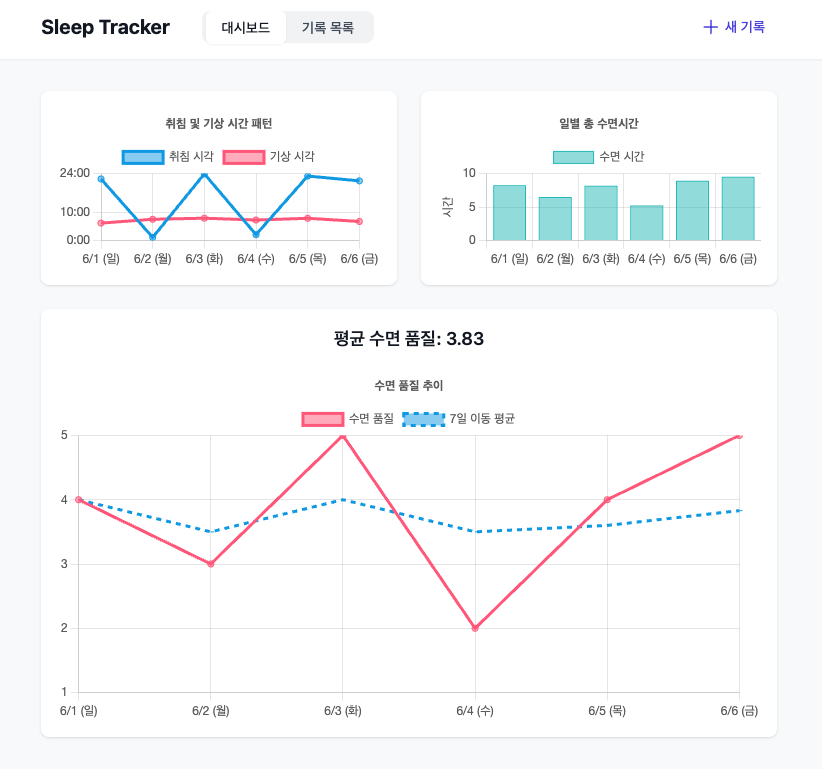 Sleep Tracker 대시보드 기록 목록 + 새 기록
취침 및 기상 시간 패턴
취침 시각 기상 시각
24:00
10:00
0:00
6/1 (일) 6/2 (월) 6/3 (화) 6/4 (수) 6/5 (목) 6/6 (금)
일별 총 수면시간
수면 시간
시간
10
5
0
6/1 (일) 6/2 (월) 6/3 (화) 6/4 (수) 6/5 (목) 6/6 (금)
평균 수면 품질: 3.83
수면 품질 추이
수면 품질 7일 이동 평균
5
4
3
2
1
6/1 (일) 6/2 (월) 6/3 (화) 6/4 (수) 6/5 (목) 6/6 (금)